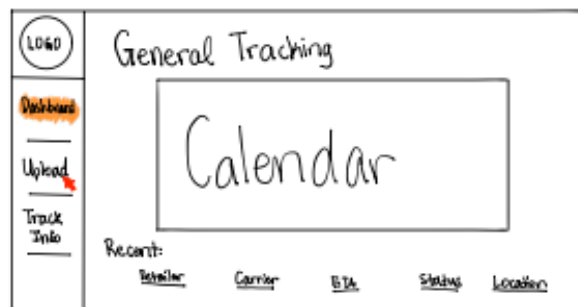 LOGO
Dashboard
Upload
Track
Info
General Tracking
Calendar
Recent:
Retailer Carrier ETA Status Location